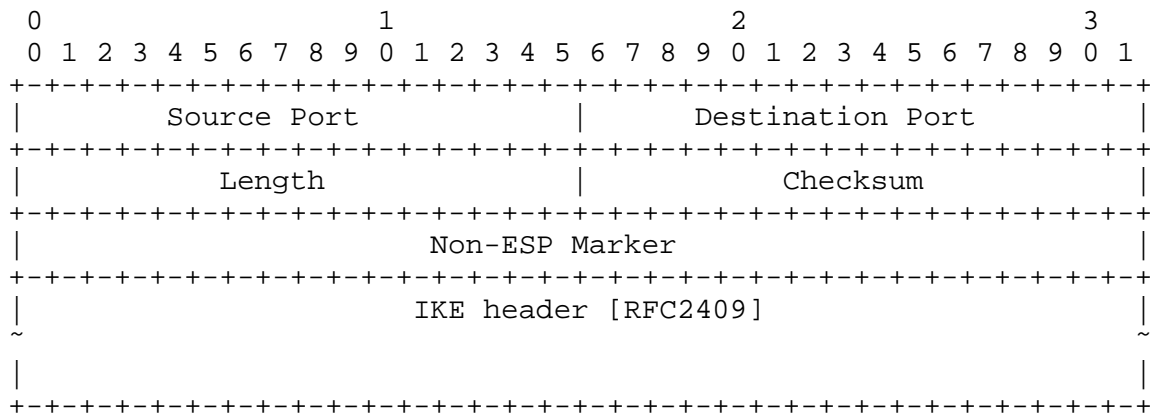 0                   1                   2                   3
 0 1 2 3 4 5 6 7 8 9 0 1 2 3 4 5 6 7 8 9 0 1 2 3 4 5 6 7 8 9 0 1
+-+-+-+-+-+-+-+-+-+-+-+-+-+-+-+-+-+-+-+-+-+-+-+-+-+-+-+-+-+-+-+-+
|        Source Port            |      Destination Port         |
+-+-+-+-+-+-+-+-+-+-+-+-+-+-+-+-+-+-+-+-+-+-+-+-+-+-+-+-+-+-+-+-+
|           Length              |           Checksum            |
+-+-+-+-+-+-+-+-+-+-+-+-+-+-+-+-+-+-+-+-+-+-+-+-+-+-+-+-+-+-+-+-+
|                       Non-ESP Marker                          |
+-+-+-+-+-+-+-+-+-+-+-+-+-+-+-+-+-+-+-+-+-+-+-+-+-+-+-+-+-+-+-+-+
|                      IKE header [RFC2409]                     |
~                                                               ~
|                                                               |
+-+-+-+-+-+-+-+-+-+-+-+-+-+-+-+-+-+-+-+-+-+-+-+-+-+-+-+-+-+-+-+-+